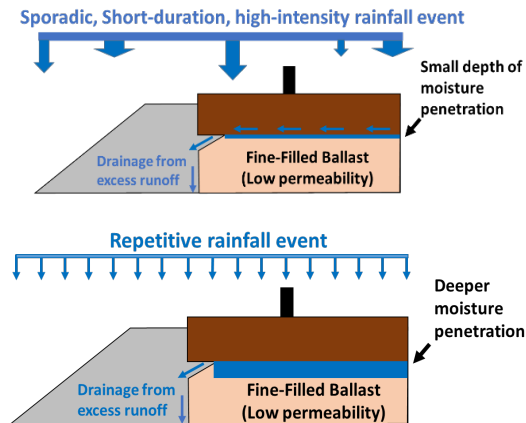 Sporadic, Short-duration, high-intensity rainfall event
Small depth of
moisture
penetration
Drainage from
excess runoff
Fine-Filled Ballast
(Low permeability)
Repetitive rainfall event
Deeper
moisture
penetration
Drainage from
excess runoff
Fine-Filled Ballast
(Low permeability)